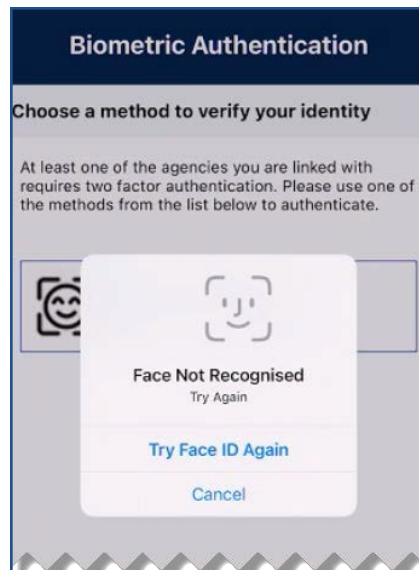 Biometric Authentication
Choose a method to verify your identity
At least one of the agencies you are linked with
requires two factor authentication. Please use one of
the methods from the list below to authenticate.
Face Not Recognised
Try Again
Try Face ID Again
Cancel